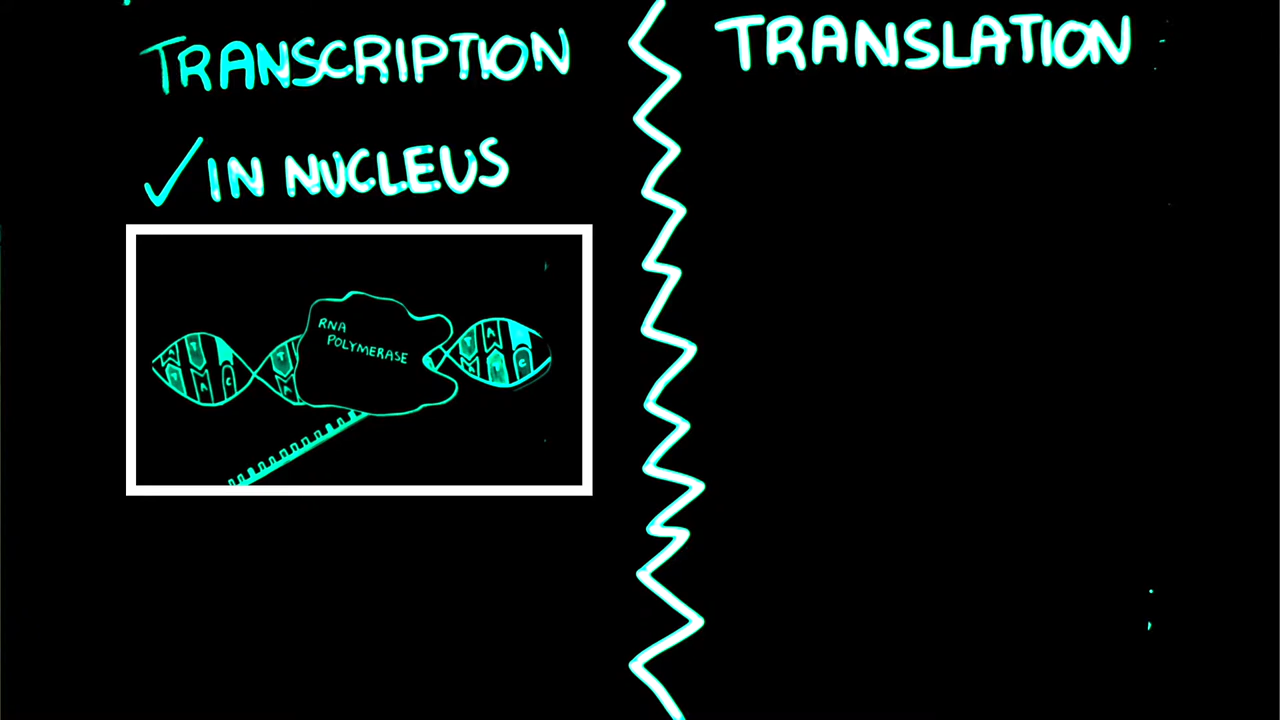 TRANSCRIPTION
✓ IN NUCLEUS
RNA
POLYMERASE
A T T A
T A C A A C
TRANSLATION